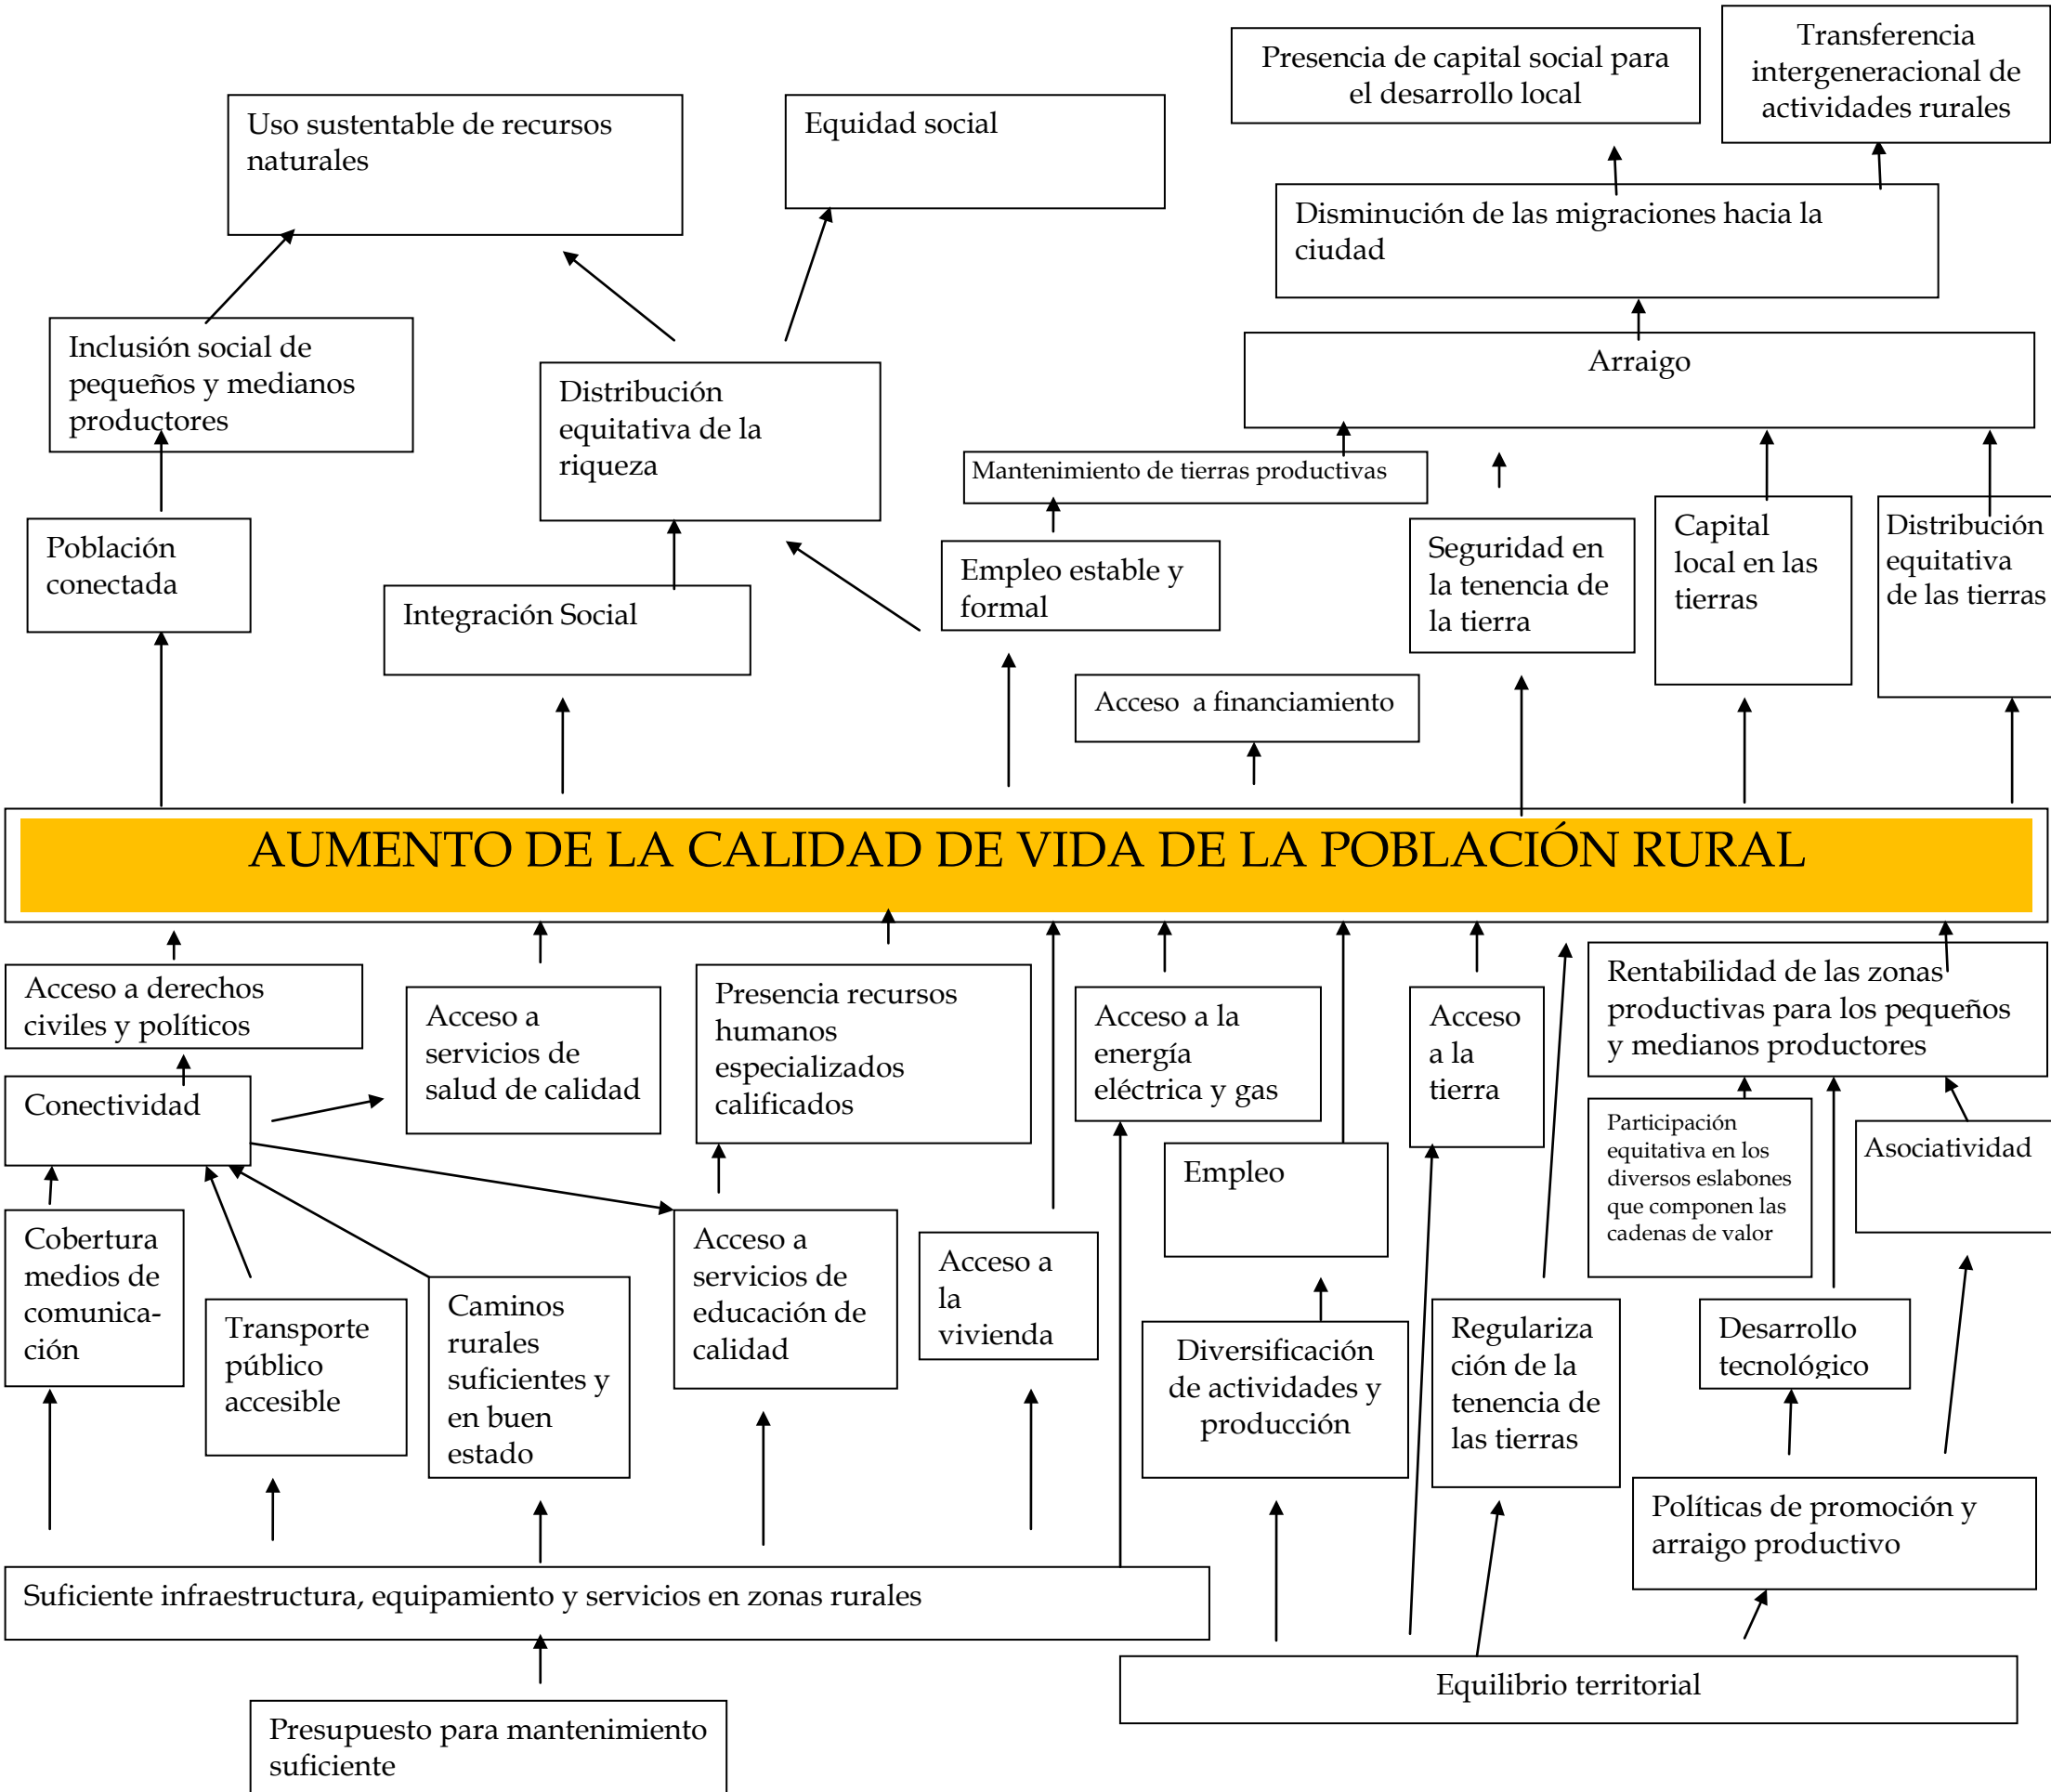 Presencia de capital social para
el desarrollo local
Transferencia
intergeneracional de
actividades rurales
Uso sustentable de recursos
naturales
Equidad social
Disminución de las migraciones hacia la
ciudad
Inclusión social de
pequeños y medianos
productores
Distribución
equitativa de la
riqueza
Arraigo
Mantenimiento de tierras productivas
Población
conectada
Integración Social
Empleo estable y
formal
Seguridad en
la tenencia de
la tierra
Capital
local en las
tierras
Distribución
equitativa
de las tierras
Acceso  a financiamiento
AUMENTO DE LA CALIDAD DE VIDA DE LA POBLACIÓN RURAL
Acceso a derechos
civiles y políticos
Acceso a
servicios de
salud de calidad
Presencia recursos
humanos
especializados
calificados
Acceso a la
energía
eléctrica y gas
Acceso
a la
tierra
Rentabilidad de las zonas
productivas para los pequeños
y medianos productores
Conectividad
Participación
equitativa en los
diversos eslabones
que componen las
cadenas de valor
Asociatividad
Empleo
Cobertura
medios de
comunica-
ción
Transporte
público
accesible
Caminos
rurales
suficientes y
en buen
estado
Acceso a
servicios de
educación de
calidad
Acceso a
la
vivienda
Diversificación
de actividades y
producción
Regulariza
ción de la
tenencia de
las tierras
Desarrollo
tecnológico
Políticas de promoción y
arraigo productivo
Suficiente infraestructura, equipamiento y servicios en zonas rurales
Equilibrio territorial
Presupuesto para mantenimiento
suficiente